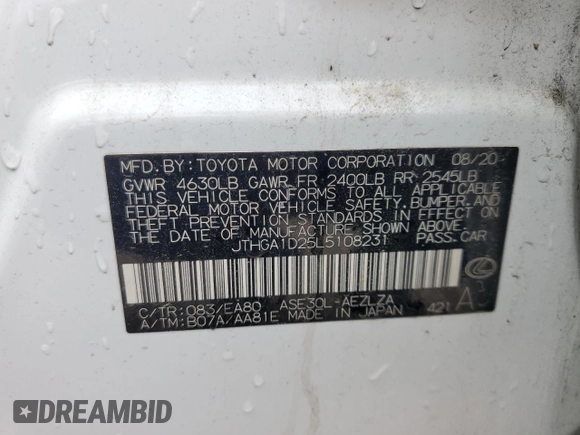 MFD. BY: TOYOTA MOTOR CORPORATION 08/20
GVWR 4630LB GAWR FR 2400LB RR 2545LB
THIS VEHICLE CONFORMS TO ALL APPLICABLE
FEDERAL MOTOR VEHICLE SAFETY, BUMPER, AND
THEFT PREVENTION STANDARDS IN EFFECT ON
THE DATE OF MANUFACTURE SHOWN ABOVE.
JTHGA1D25L5108231 PASS. CAR
C/TR: 083/EA80 ASE30L-AEZLZA
A/TM: B07A/AA81E MADE IN JAPAN 421 A
DREAMBID